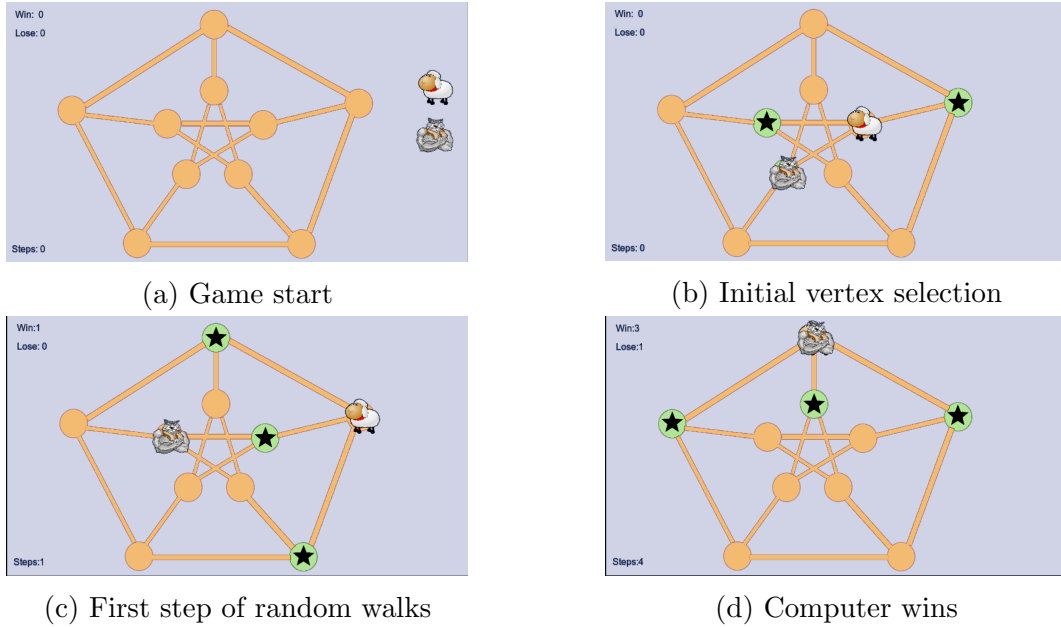 Win: 0
Lose: 0
Steps: 0
(a) Game start
Win: 0
Lose: 0
Steps: 0
(b) Initial vertex selection
Win:1
Lose: 0
Steps:1
(c) First step of random walks
Win:3
Lose:1
Steps:4
(d) Computer wins